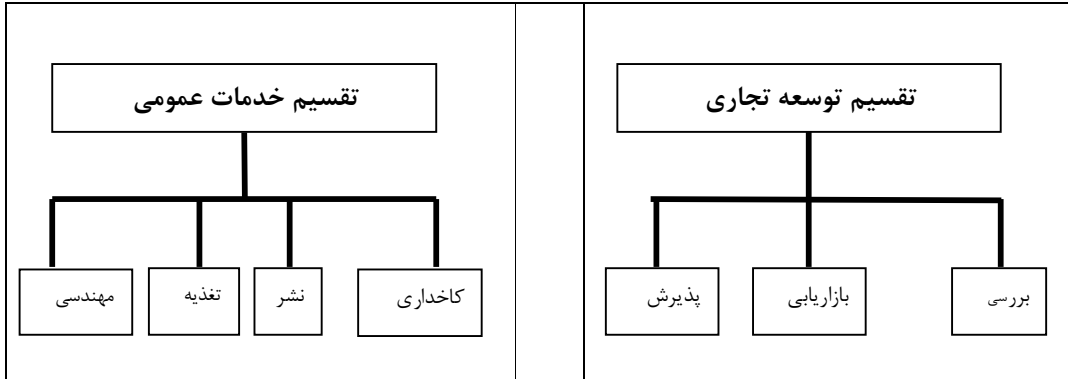 تقسیم توسعه تجاری
بررسی
بازاریابی
پذیرش
تقسیم خدمات عمومی
کاخداری
نشر
تغذیه
مهندسی